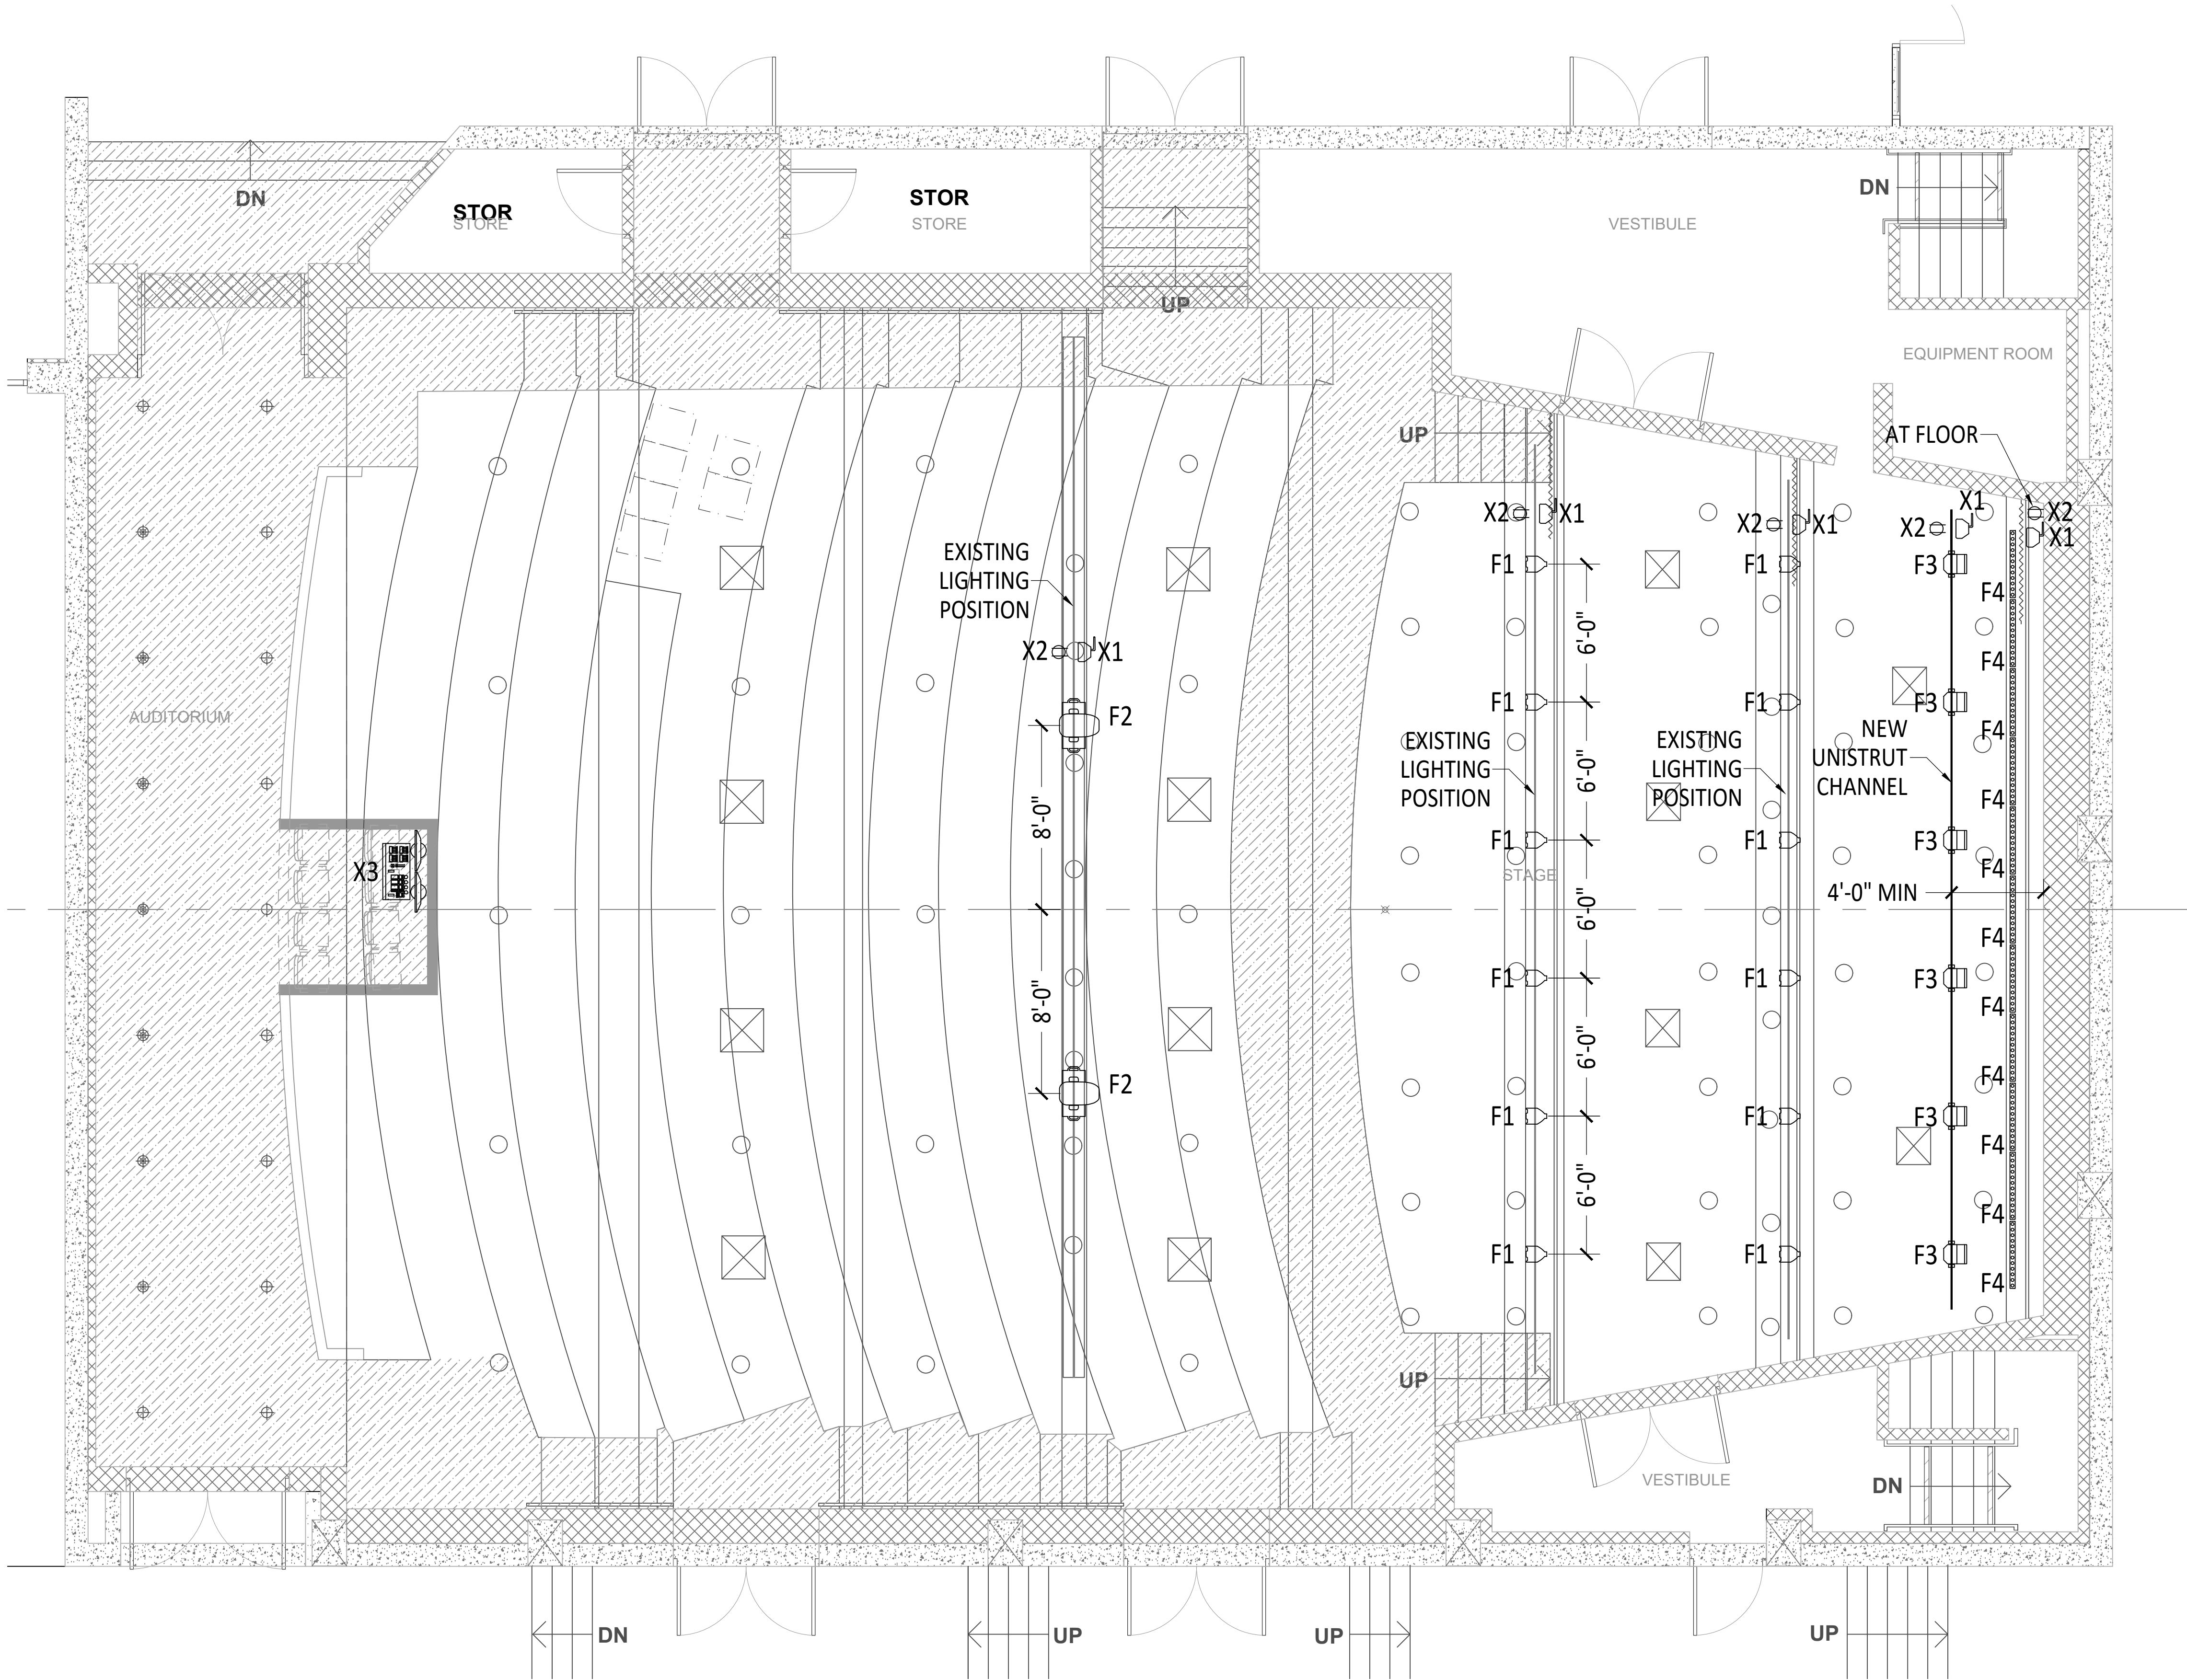 DN
STOR
STORE
STOR
STORE
UP
VESTIBULE
DN
EQUIPMENT ROOM
AT FLOOR
UP
X2
X1
X2
X1
X2
X1
X2
X1
EXISTING
LIGHTING
POSITION
X2
X1
F1
F1
F3
F4
6'-0"
F4
F1
F1
F3
F2
AUDITORIUM
F4
EXISTING
LIGHTING
POSITION
6'-0"
EXISTING
LIGHTING
POSITION
NEW
UNISTRUT
CHANNEL
F4
8'-0"
F1
F1
F3
X3
STAGE
F4
4'-0" MIN
6'-0"
F4
F1
F1
F3
8'-0"
F4
6'-0"
F4
F2
F1
F1
F3
F4
6'-0"
F4
F1
F1
F3
F4
UP
VESTIBULE
DN
DN
UP
UP
UP